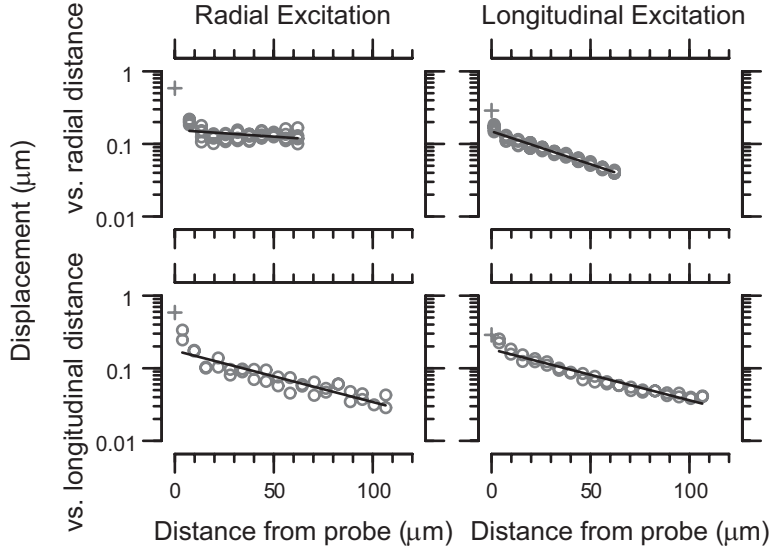 Radial Excitation
Longitudinal Excitation
Displacement (μm)
vs. radial distance
1
0.1
0.01
vs. longitudinal distance
1
0.1
0.01
0
50
100
0
50
100
Distance from probe (μm)
Distance from probe (μm)